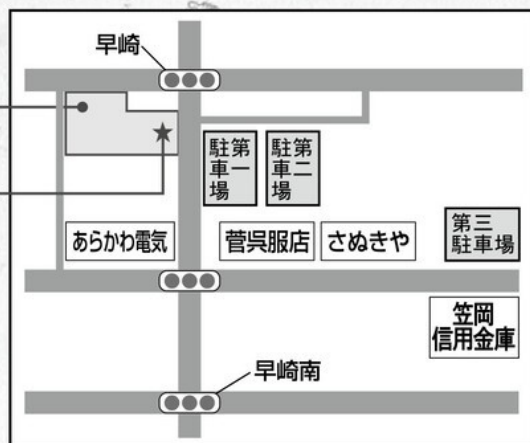 早崎
第一
駐車場
第二
駐車場
あらかわ電気
菅呉服店
さぬきや
第三
駐車場
笠岡
信用金庫
早崎南